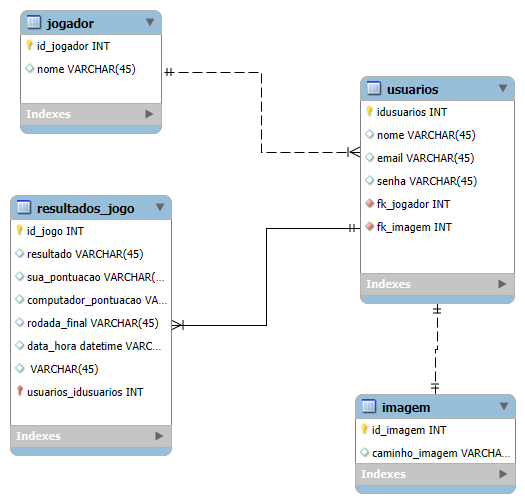 jogador
id_jogador INT
nome VARCHAR(45)
Indexes
usuarios
idusuarios INT
nome VARCHAR(45)
email VARCHAR(45)
senha VARCHAR(45)
fk_jogador INT
fk_imagem INT
Indexes
resultados_jogo
id_jogo INT
resultado VARCHAR(45)
sua_pontuacao VARCHAR(...
computador_pontuacao VA...
rodada_final VARCHAR(45)
data_hora datetime VARC...
VARCHAR(45)
usuarios_idusuarios INT
Indexes
imagem
id_imagem INT
caminho_imagem VARCHA...
Indexes